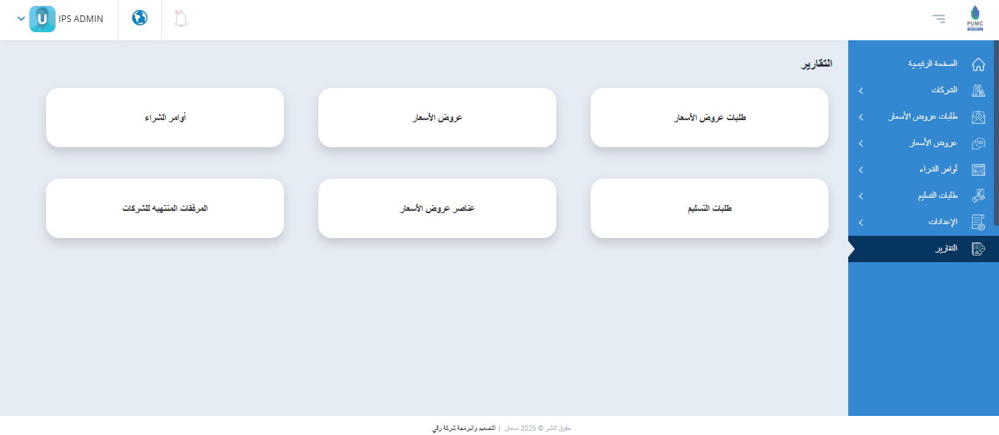 IPS ADMIN
PUMC
الصفحة الرئيسية
الشركات
طلبات عروض الأسعار
عروض الأسعار
أوامر الشراء
طلبات التسليم
الإعدادات
التقارير
التقارير
طلبات عروض الأسعار
عروض الأسعار
أوامر الشراء
طلبات التسليم
عناصر عروض الأسعار
المرفقات المنتهيه للشركات
حقوق النشر © 2025 نسمان. | التصميم والبرمجة شركة رقي .